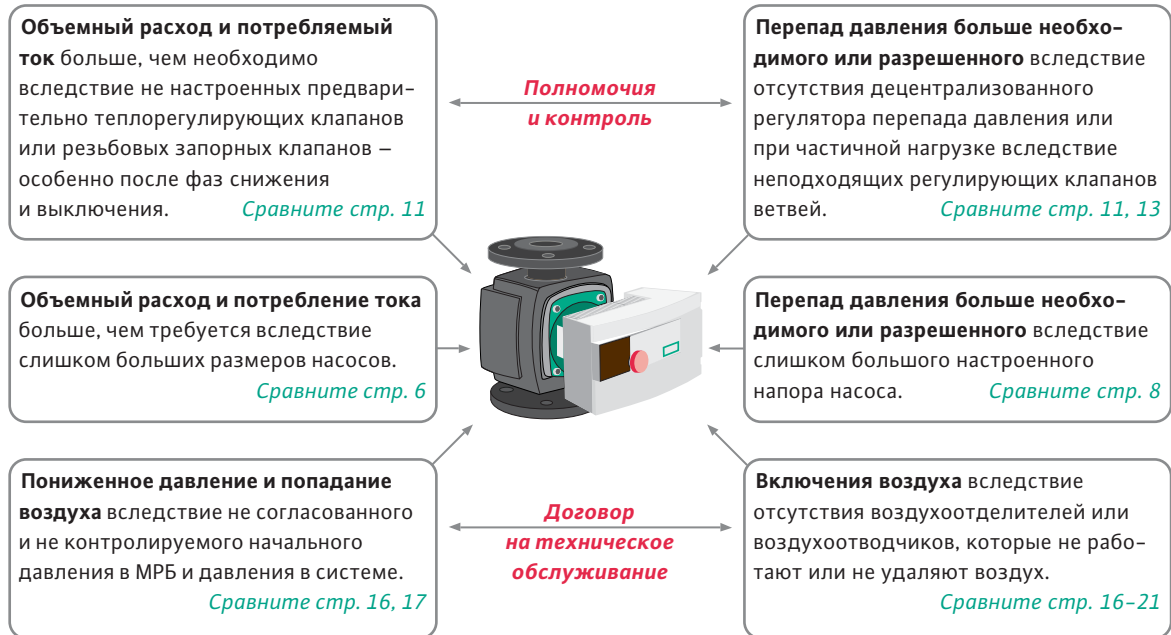 Объемный расход и потребляемый
ток больше, чем необходимо
вследствие не настроенных предвари-
тельно теплорегулирующих клапанов
или резьбовых запорных клапанов –
особенно после фаз снижения
и выключения. Сравните стр. 11
Полномочия
и контроль
Перепад давления больше необхо-
димого или разрешенного вследствие
отсутствия децентрализованного
регулятора перепада давления или
при частичной нагрузке вследствие
неподходящих регулирующих клапанов
ветвей. Сравните стр. 11, 13
Объемный расход и потребление тока
больше, чем требуется вследствие
слишком больших размеров насосов.
Сравните стр. 6
Перепад давления больше необхо-
димого или разрешенного вследствие
слишком большого настроенного
напора насоса. Сравните стр. 8
Пониженное давление и попадание
воздуха вследствие не согласованного
и не контролируемого начального
давления в МРБ и давления в системе.
Сравните стр. 16, 17
Договор
на техническое
обслуживание
Включения воздуха вследствие
отсутствия воздухоотделителей или
воздухоотводчиков, которые не рабо-
тают или не удаляют воздух.
Сравните стр. 16–21